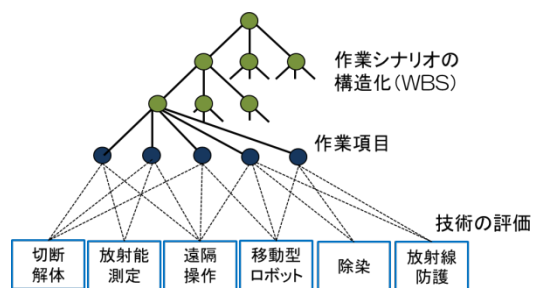 作業シナリオの
構造化(WBS)
作業項目
技術の評価
切断
解体
放射能
測定
遠隔
操作
移動型
ロボット
除染
放射線
防護